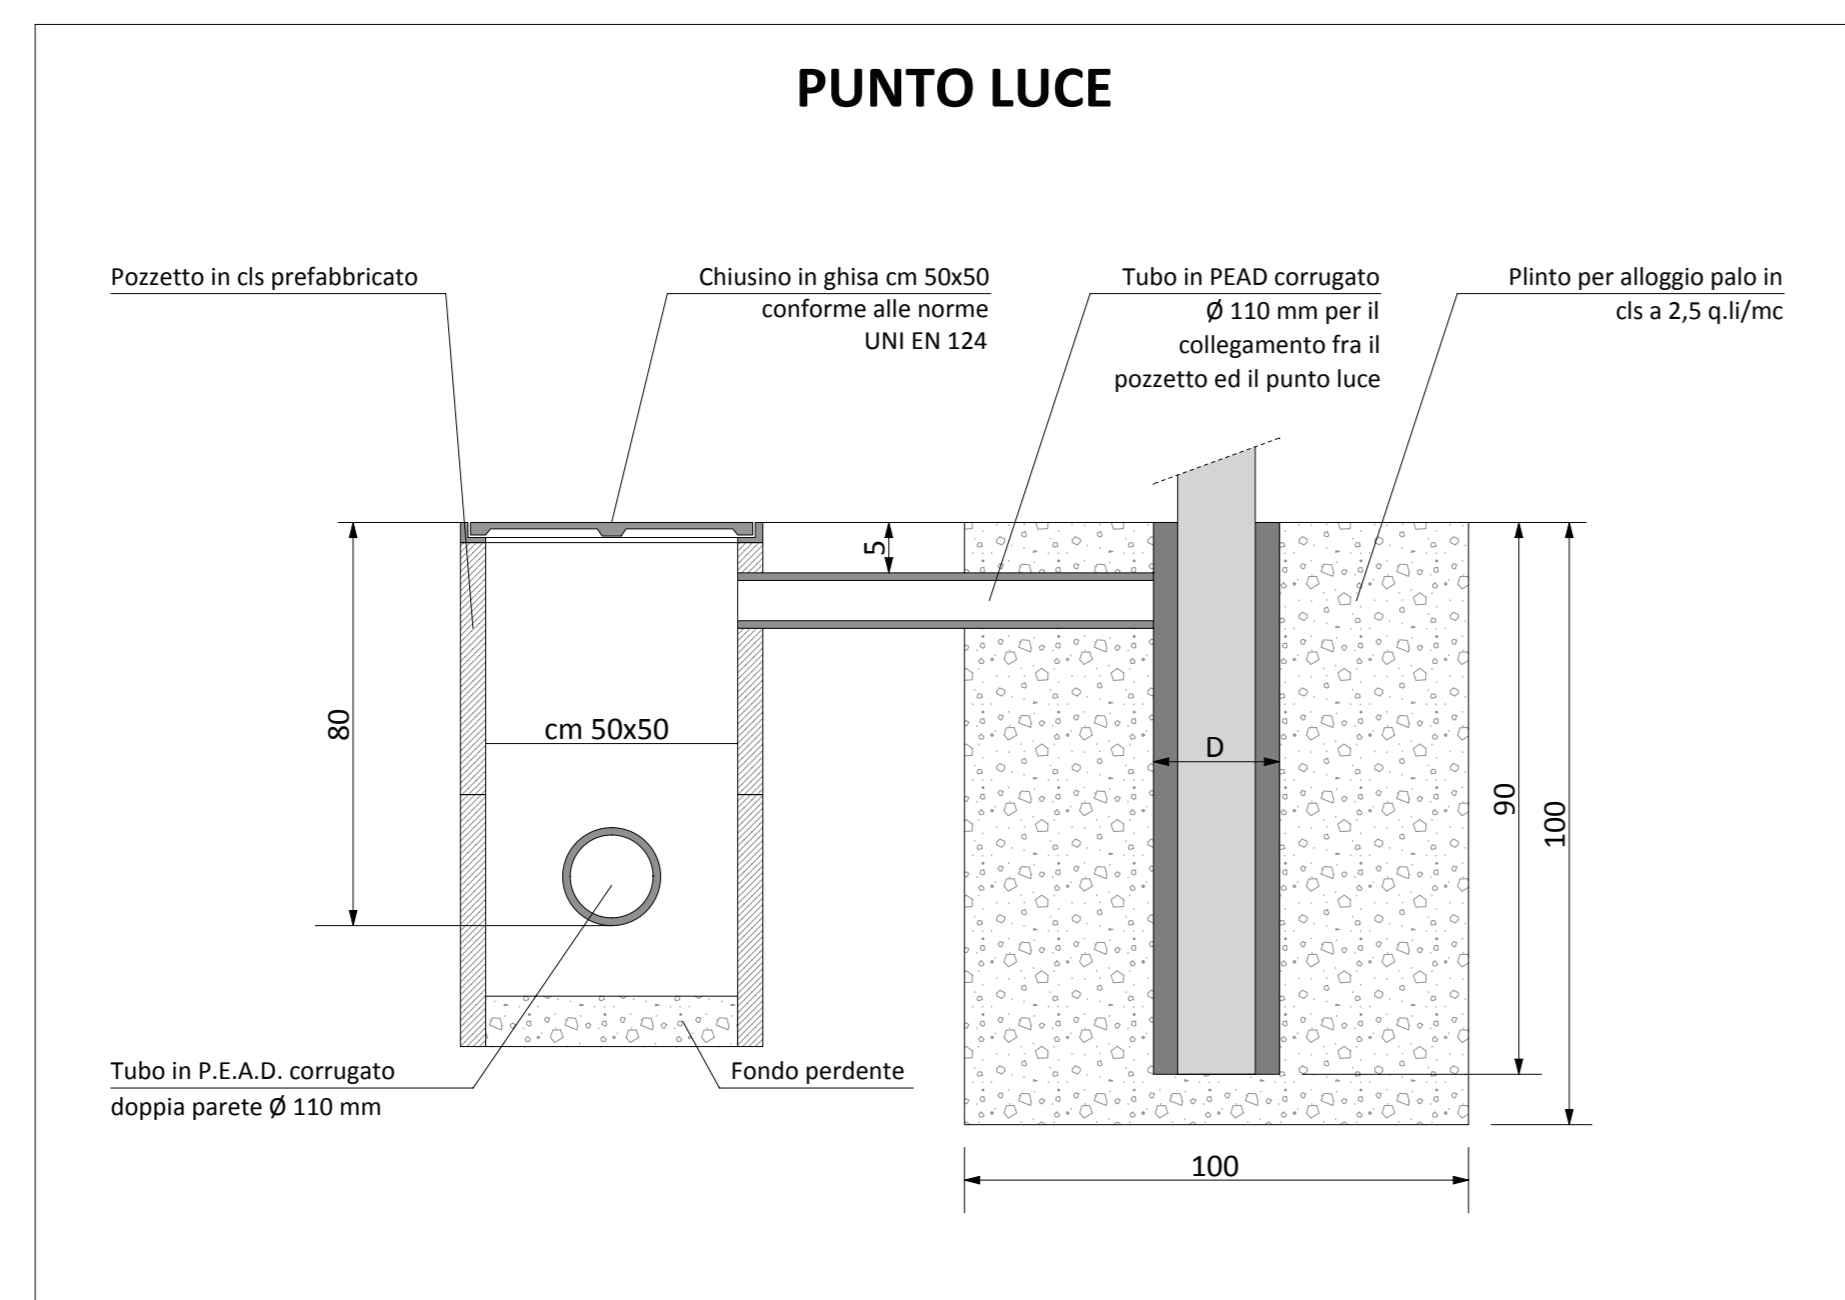 PUNTO LUCE
Pozzetto in cls prefabbricato
Chiusino in ghisa cm 50x50
conforme alle norme
UNI EN 124
Tubo in PEAD corrugato
Ø 110 mm per il
collegamento fra il
pozzetto ed il punto luce
Plinto per alloggio palo in
cls a 2,5 q.li/mc
5
80
cm 50x50
D
90
100
Tubo in P.E.A.D. corrugato
doppia parete Ø 110 mm
Fondo perdente
100